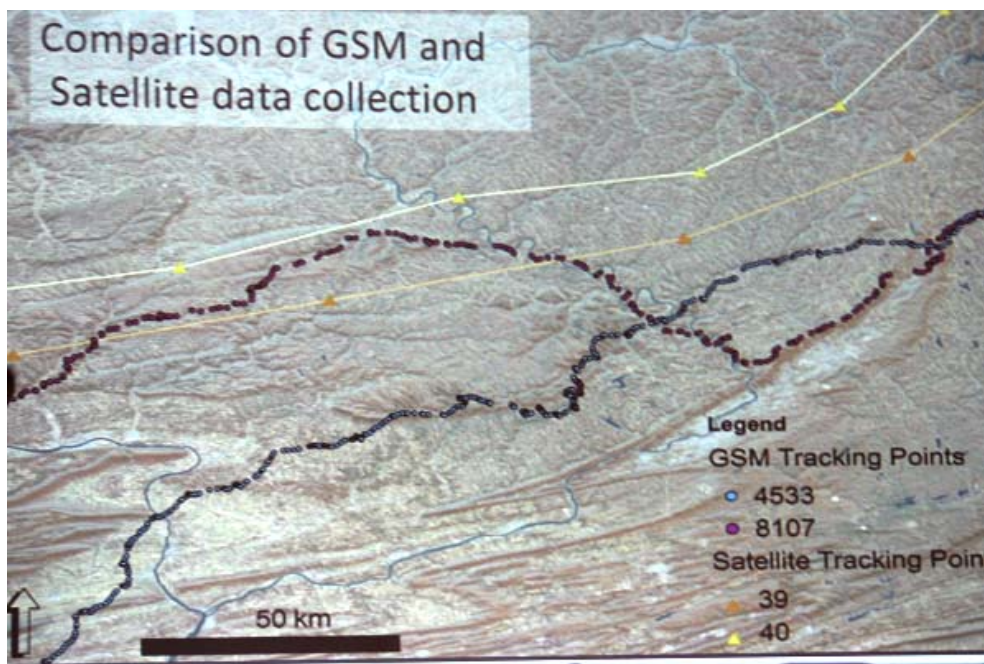 Comparison of GSM and
Satellite data collection
Legend
GSM Tracking Points
4533
8107
Satellite Tracking Poin
39
40
50 km